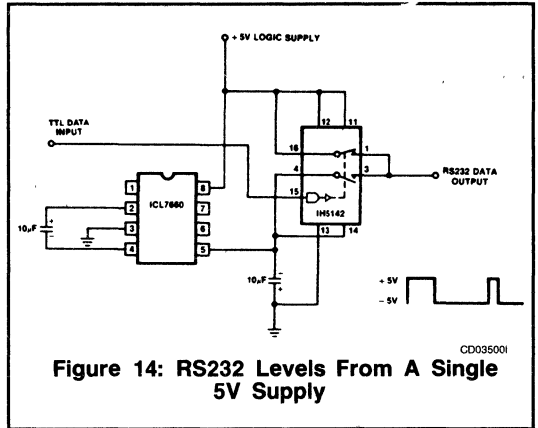 + 5V LOGIC SUPPLY
TTL DATA
INPUT
12 11
16 1
4 3
RS232 DATA
OUTPUT
15
IH5142
13 14
1 8
2 7
ICL7660
3 6
4 5
10µF
+
−
10µF
−
+
+ 5V
− 5V
CD03500I
Figure 14: RS232 Levels From A Single
5V Supply